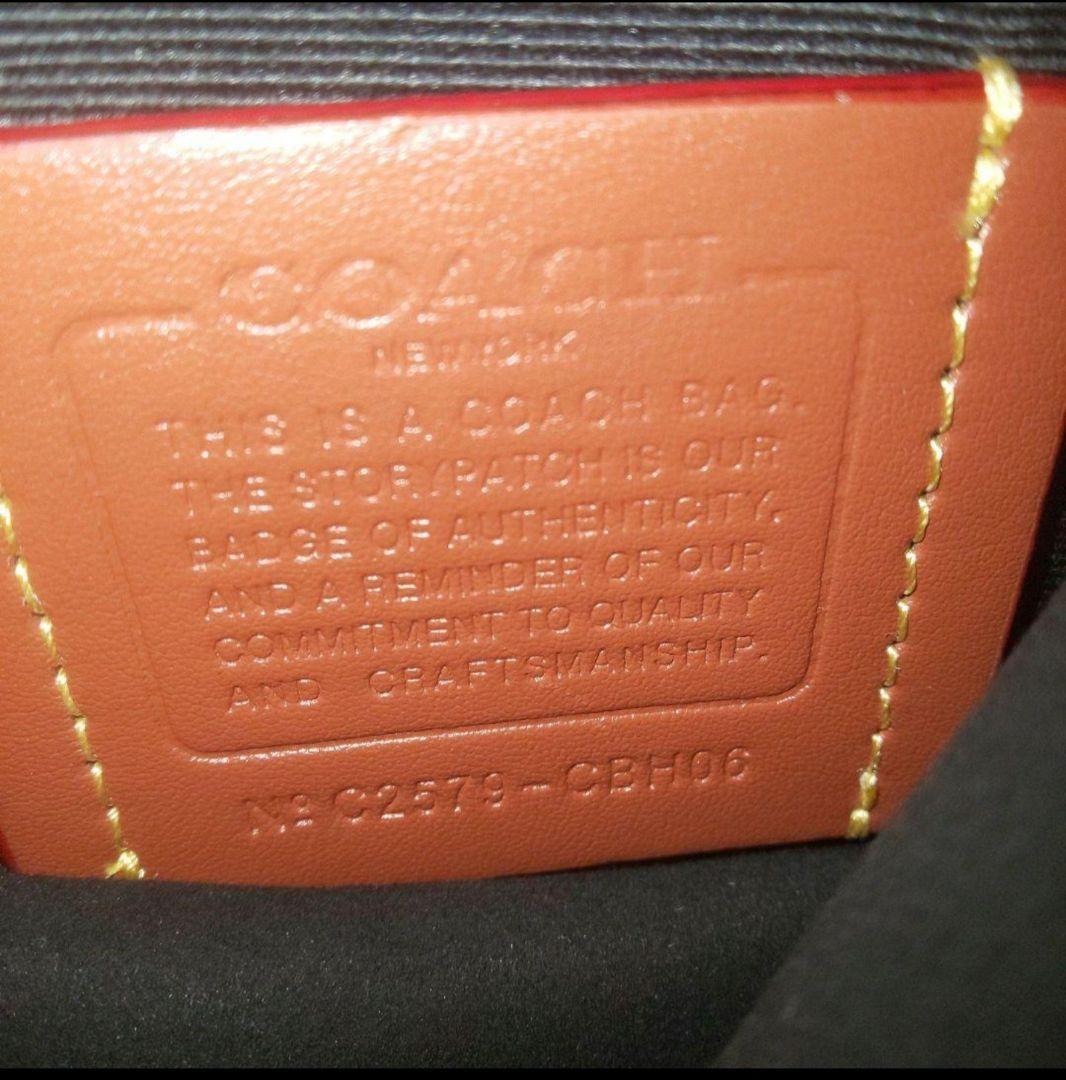 COACH
NEW YORK
THIS IS A COACH BAG.
THE STORYPATCH IS OUR
BADGE OF AUTHENTICITY,
AND A REMINDER OF OUR
COMMITMENT TO QUALITY
AND CRAFTSMANSHIP.
Nº C2579-CBH06